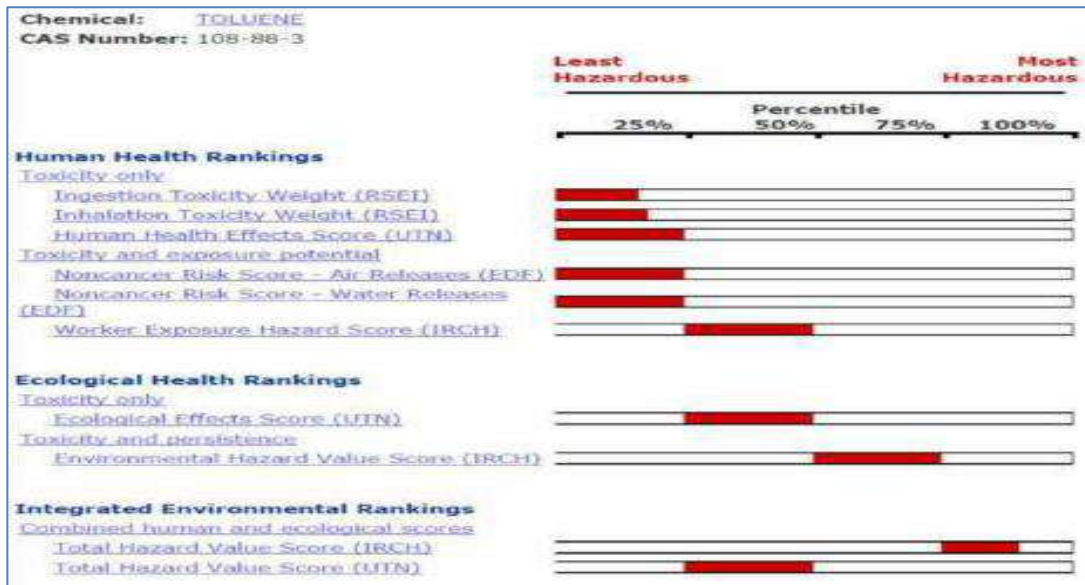 Chemical: TOLUENE
CAS Number: 108-88-3
Least Hazardous
Most Hazardous
Percentile
25% 50% 75% 100%
Human Health Rankings
Toxicity only
Ingestion Toxicity Weight (RSEI)
Inhalation Toxicity Weight (RSEI)
Human Health Effects Score (UTN)
Toxicity and exposure potential
Noncancer Risk Score - Air Releases (EDF)
Noncancer Risk Score - Water Releases
(EDF)
Worker Exposure Hazard Score (IRCH)
Ecological Health Rankings
Toxicity only
Ecological Effects Score (UTN)
Toxicity and persistence
Environmental Hazard Value Score (IRCH)
Integrated Environmental Rankings
Combined human and ecological scores
Total Hazard Value Score (IRCH)
Total Hazard Value Score (UTN)